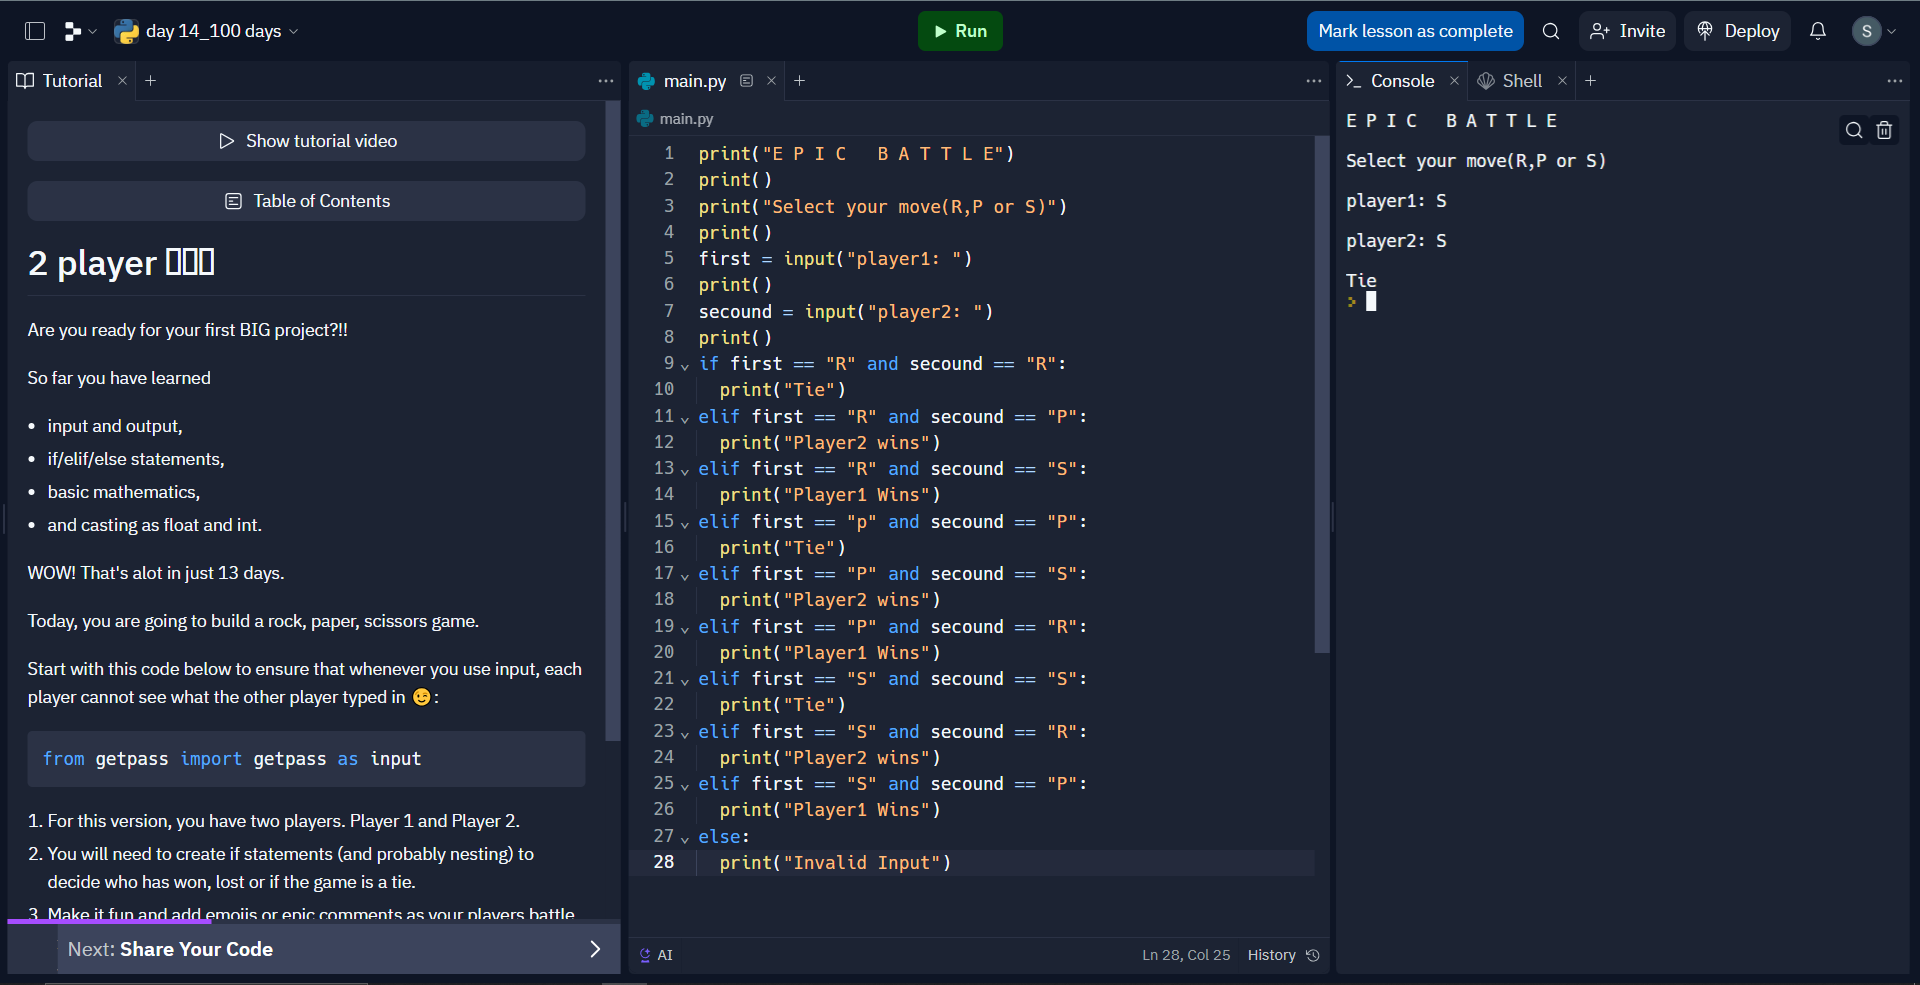 day 14_100 days
Run
Mark lesson as complete
Invite
Deploy
S
Tutorial
Show tutorial video
Table of Contents
2 player
Are you ready for your first BIG project?!!
So far you have learned
• input and output,
• if/elif/else statements,
• basic mathematics,
• and casting as float and int.
WOW! That's alot in just 13 days.
Today, you are going to build a rock, paper, scissors game.
Start with this code below to ensure that whenever you use input, each
player cannot see what the other player typed in 😉:
from getpass import getpass as input
1. For this version, you have two players. Player 1 and Player 2.
2. You will need to create if statements (and probably nesting) to
decide who has won, lost or if the game is a tie.
3. Make it fun and add emojis or epic comments as your players battle
Next: Share Your Code
main.py
main.py
1 print("E P I C   B A T T L E")
2 print()
3 print("Select your move(R,P or S)")
4 print()
5 first = input("player1: ")
6 print()
7 secound = input("player2: ")
8 print()
9 if first == "R" and secound == "R":
10   print("Tie")
11 elif first == "R" and secound == "P":
12   print("Player2 wins")
13 elif first == "R" and secound == "S":
14   print("Player1 Wins")
15 elif first == "p" and secound == "P":
16   print("Tie")
17 elif first == "P" and secound == "S":
18   print("Player2 wins")
19 elif first == "P" and secound == "R":
20   print("Player1 Wins")
21 elif first == "S" and secound == "S":
22   print("Tie")
23 elif first == "S" and secound == "R":
24   print("Player2 wins")
25 elif first == "S" and secound == "P":
26   print("Player1 Wins")
27 else:
28   print("Invalid Input")
AI
Ln 28, Col 25
History
Console
Shell
E P I C   B A T T L E
Select your move(R,P or S)
player1: S
player2: S
Tie